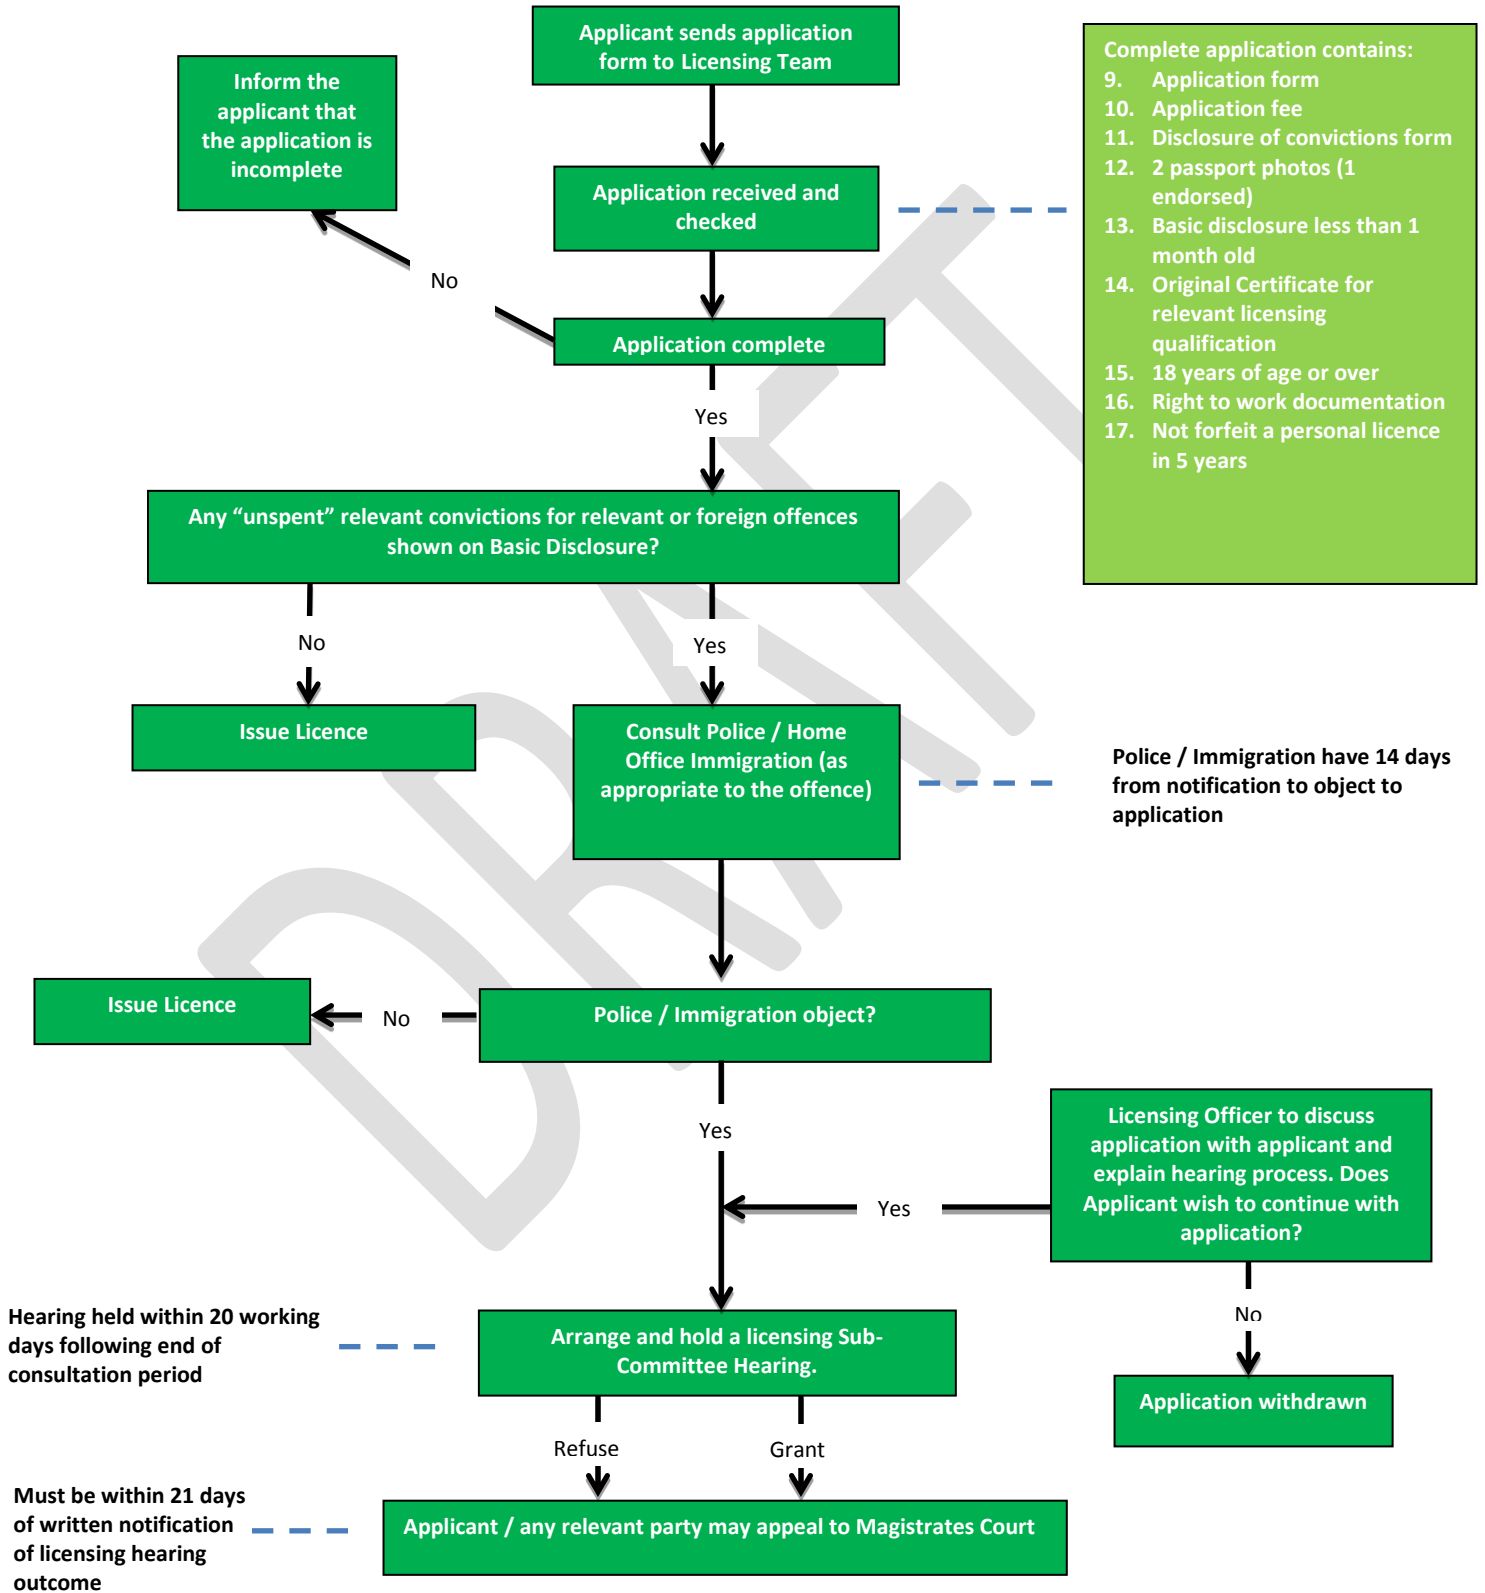 Applicant sends application
form to Licensing Team
Complete application contains:
9. Application form
10. Application fee
11. Disclosure of convictions form
12. 2 passport photos (1
endorsed)
13. Basic disclosure less than 1
month old
14. Original Certificate for
relevant licensing
qualification
15. 18 years of age or over
16. Right to work documentation
17. Not forfeit a personal licence
in 5 years
Inform the
applicant that
the application is
incomplete
Application received and
checked
No
Application complete
Yes
Any “unspent” relevant convictions for relevant or foreign offences
shown on Basic Disclosure?
No
Yes
Issue Licence
Consult Police / Home
Office Immigration (as
appropriate to the offence)
Police / Immigration have 14 days
from notification to object to
application
Issue Licence
No
Police / Immigration object?
Yes
Licensing Officer to discuss
application with applicant and
explain hearing process. Does
Applicant wish to continue with
application?
Yes
No
Hearing held within 20 working
days following end of
consultation period
Arrange and hold a licensing Sub-
Committee Hearing.
Application withdrawn
Refuse
Grant
Must be within 21 days
of written notification
of licensing hearing
outcome
Applicant / any relevant party may appeal to Magistrates Court
DRAFT